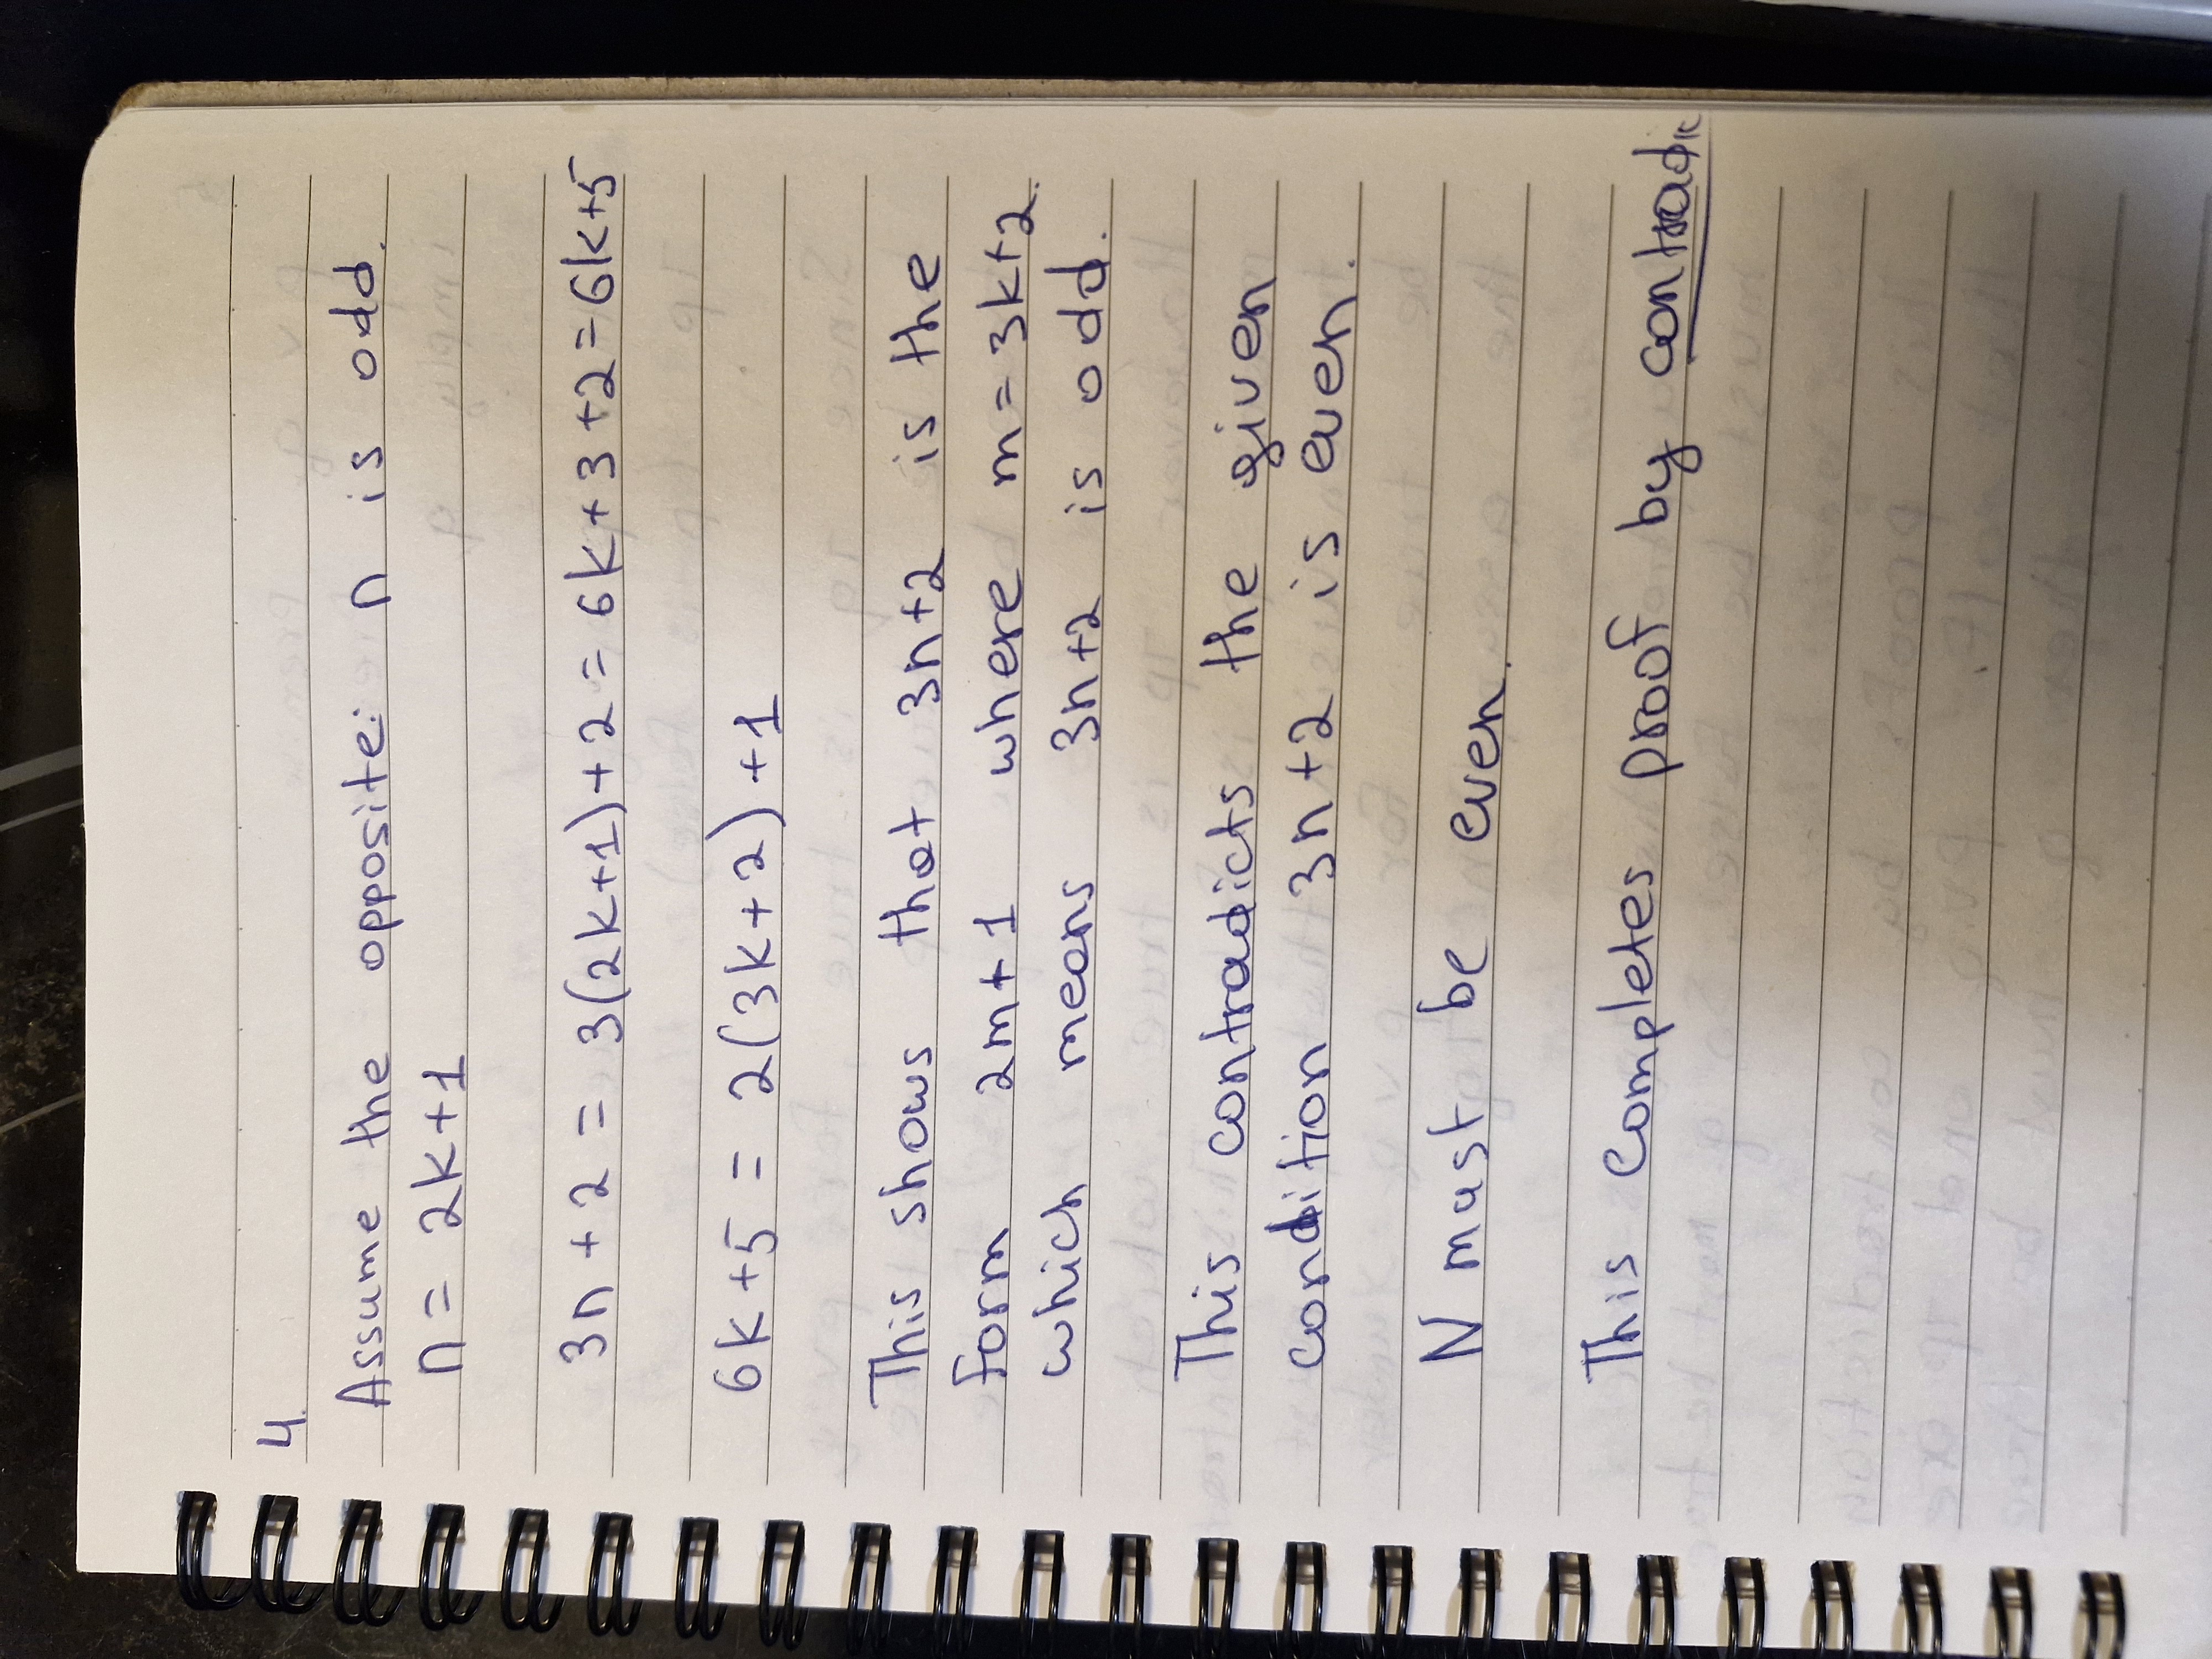 4.
Assume the opposite: n is odd.
n = 2k+1
3n + 2 = 3(2k+1)+2 = 6k+3+2=6k+5
6k+5 = 2(3k+2)+1
This shows that 3n+2 is the
form 2m+1 where m=3k+2.
which means 3n+2 is odd.
This contradicts the given
condition 3n+2 is even.
N must be even.
This completes proof by contradic